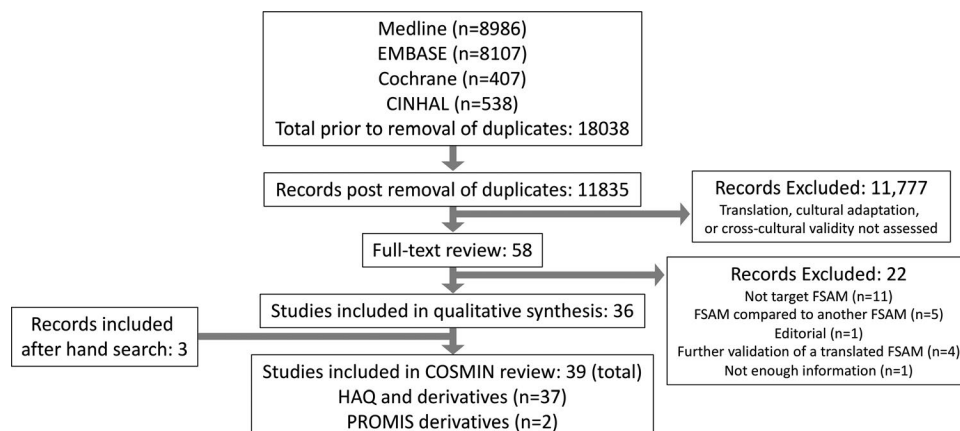 Medline (n=8986)
EMBASE (n=8107)
Cochrane (n=407)
CINHAL (n=538)
Total prior to removal of duplicates: 18038
Records post removal of duplicates: 11835
Records Excluded: 11,777
Translation, cultural adaptation,
or cross-cultural validity not assessed
Full-text review: 58
Records Excluded: 22
Not target FSAM (n=11)
FSAM compared to another FSAM (n=5)
Editorial (n=1)
Further validation of a translated FSAM (n=4)
Not enough information (n=1)
Studies included in qualitative synthesis: 36
Records included
after hand search: 3
Studies included in COSMIN review: 39 (total)
HAQ and derivatives (n=37)
PROMIS derivatives (n=2)